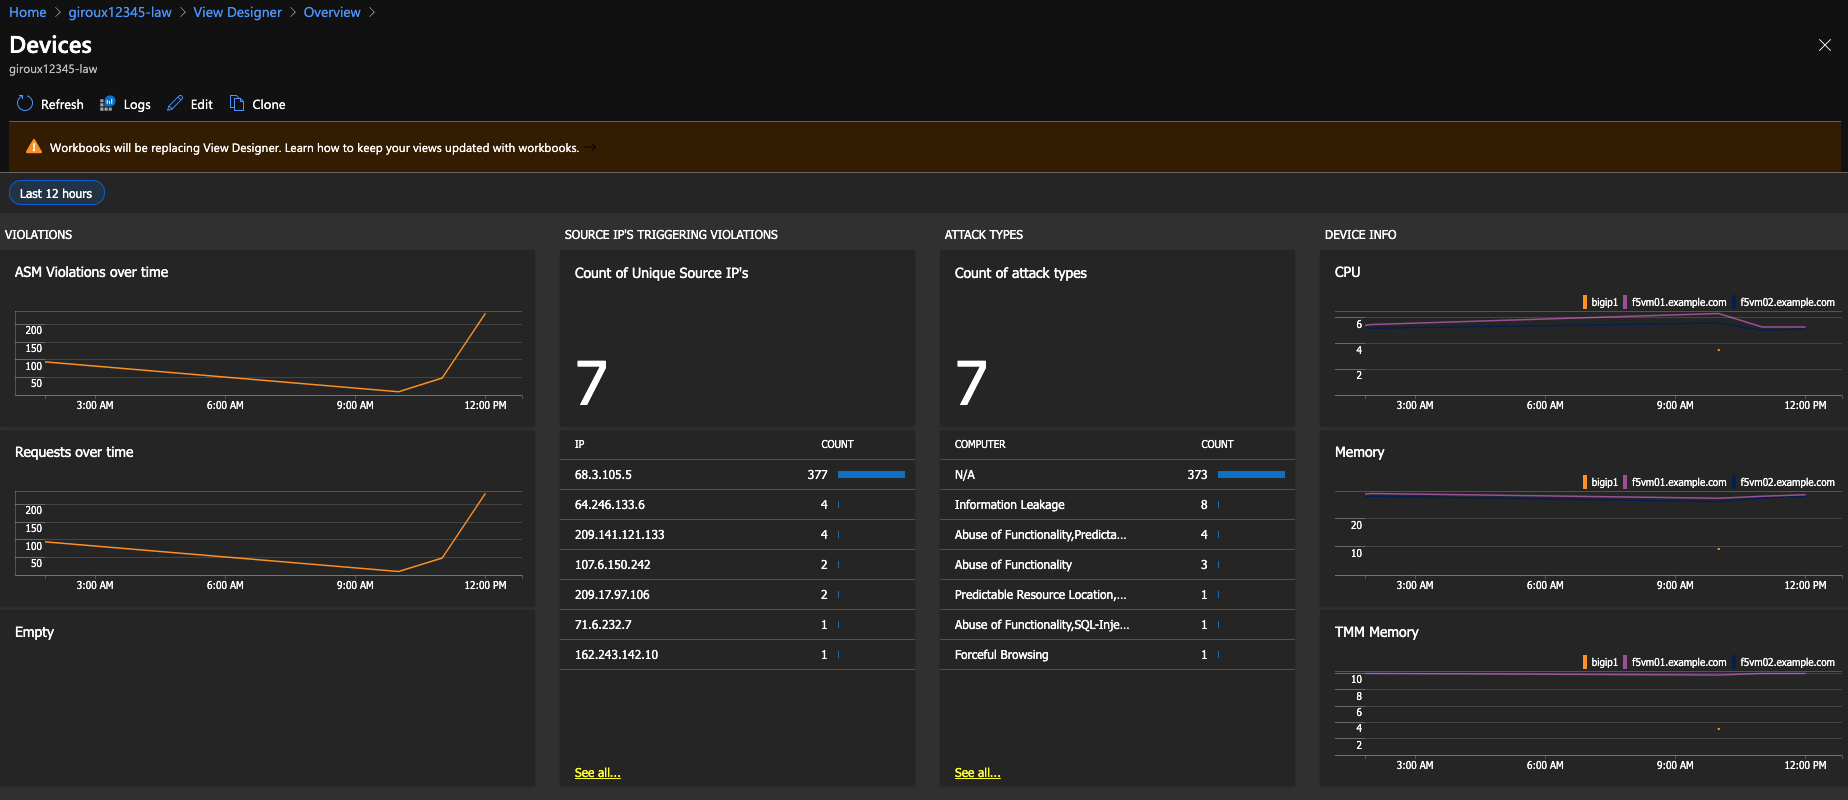 Home > giroux12345-law > View Designer > Overview >
Devices
giroux12345-law
Refresh Logs Edit Clone
Workbooks will be replacing View Designer. Learn how to keep your views updated with workbooks. →
Last 12 hours
VIOLATIONS
ASM Violations over time
200
150
100
50
3:00 AM 6:00 AM 9:00 AM 12:00 PM
Requests over time
200
150
100
50
3:00 AM 6:00 AM 9:00 AM 12:00 PM
Empty
SOURCE IP'S TRIGGERING VIOLATIONS
Count of Unique Source IP's
7
IP COUNT
68.3.105.5 377
64.246.133.6 4
209.141.121.133 4
107.6.150.242 2
209.17.97.106 2
71.6.232.7 1
162.243.142.10 1
See all...
ATTACK TYPES
Count of attack types
7
COMPUTER COUNT
N/A 373
Information Leakage 8
Abuse of Functionality,Predicta... 4
Abuse of Functionality 3
Predictable Resource Location,... 1
Abuse of Functionality,SQL-Inje... 1
Forceful Browsing 1
See all...
DEVICE INFO
CPU
bigip1 f5vm01.example.com f5vm02.example.com
6
4
2
3:00 AM 6:00 AM 9:00 AM 12:00 PM
Memory
bigip1 f5vm01.example.com f5vm02.example.com
20
10
3:00 AM 6:00 AM 9:00 AM 12:00 PM
TMM Memory
bigip1 f5vm01.example.com f5vm02.example.com
10
8
6
4
2
3:00 AM 6:00 AM 9:00 AM 12:00 PM